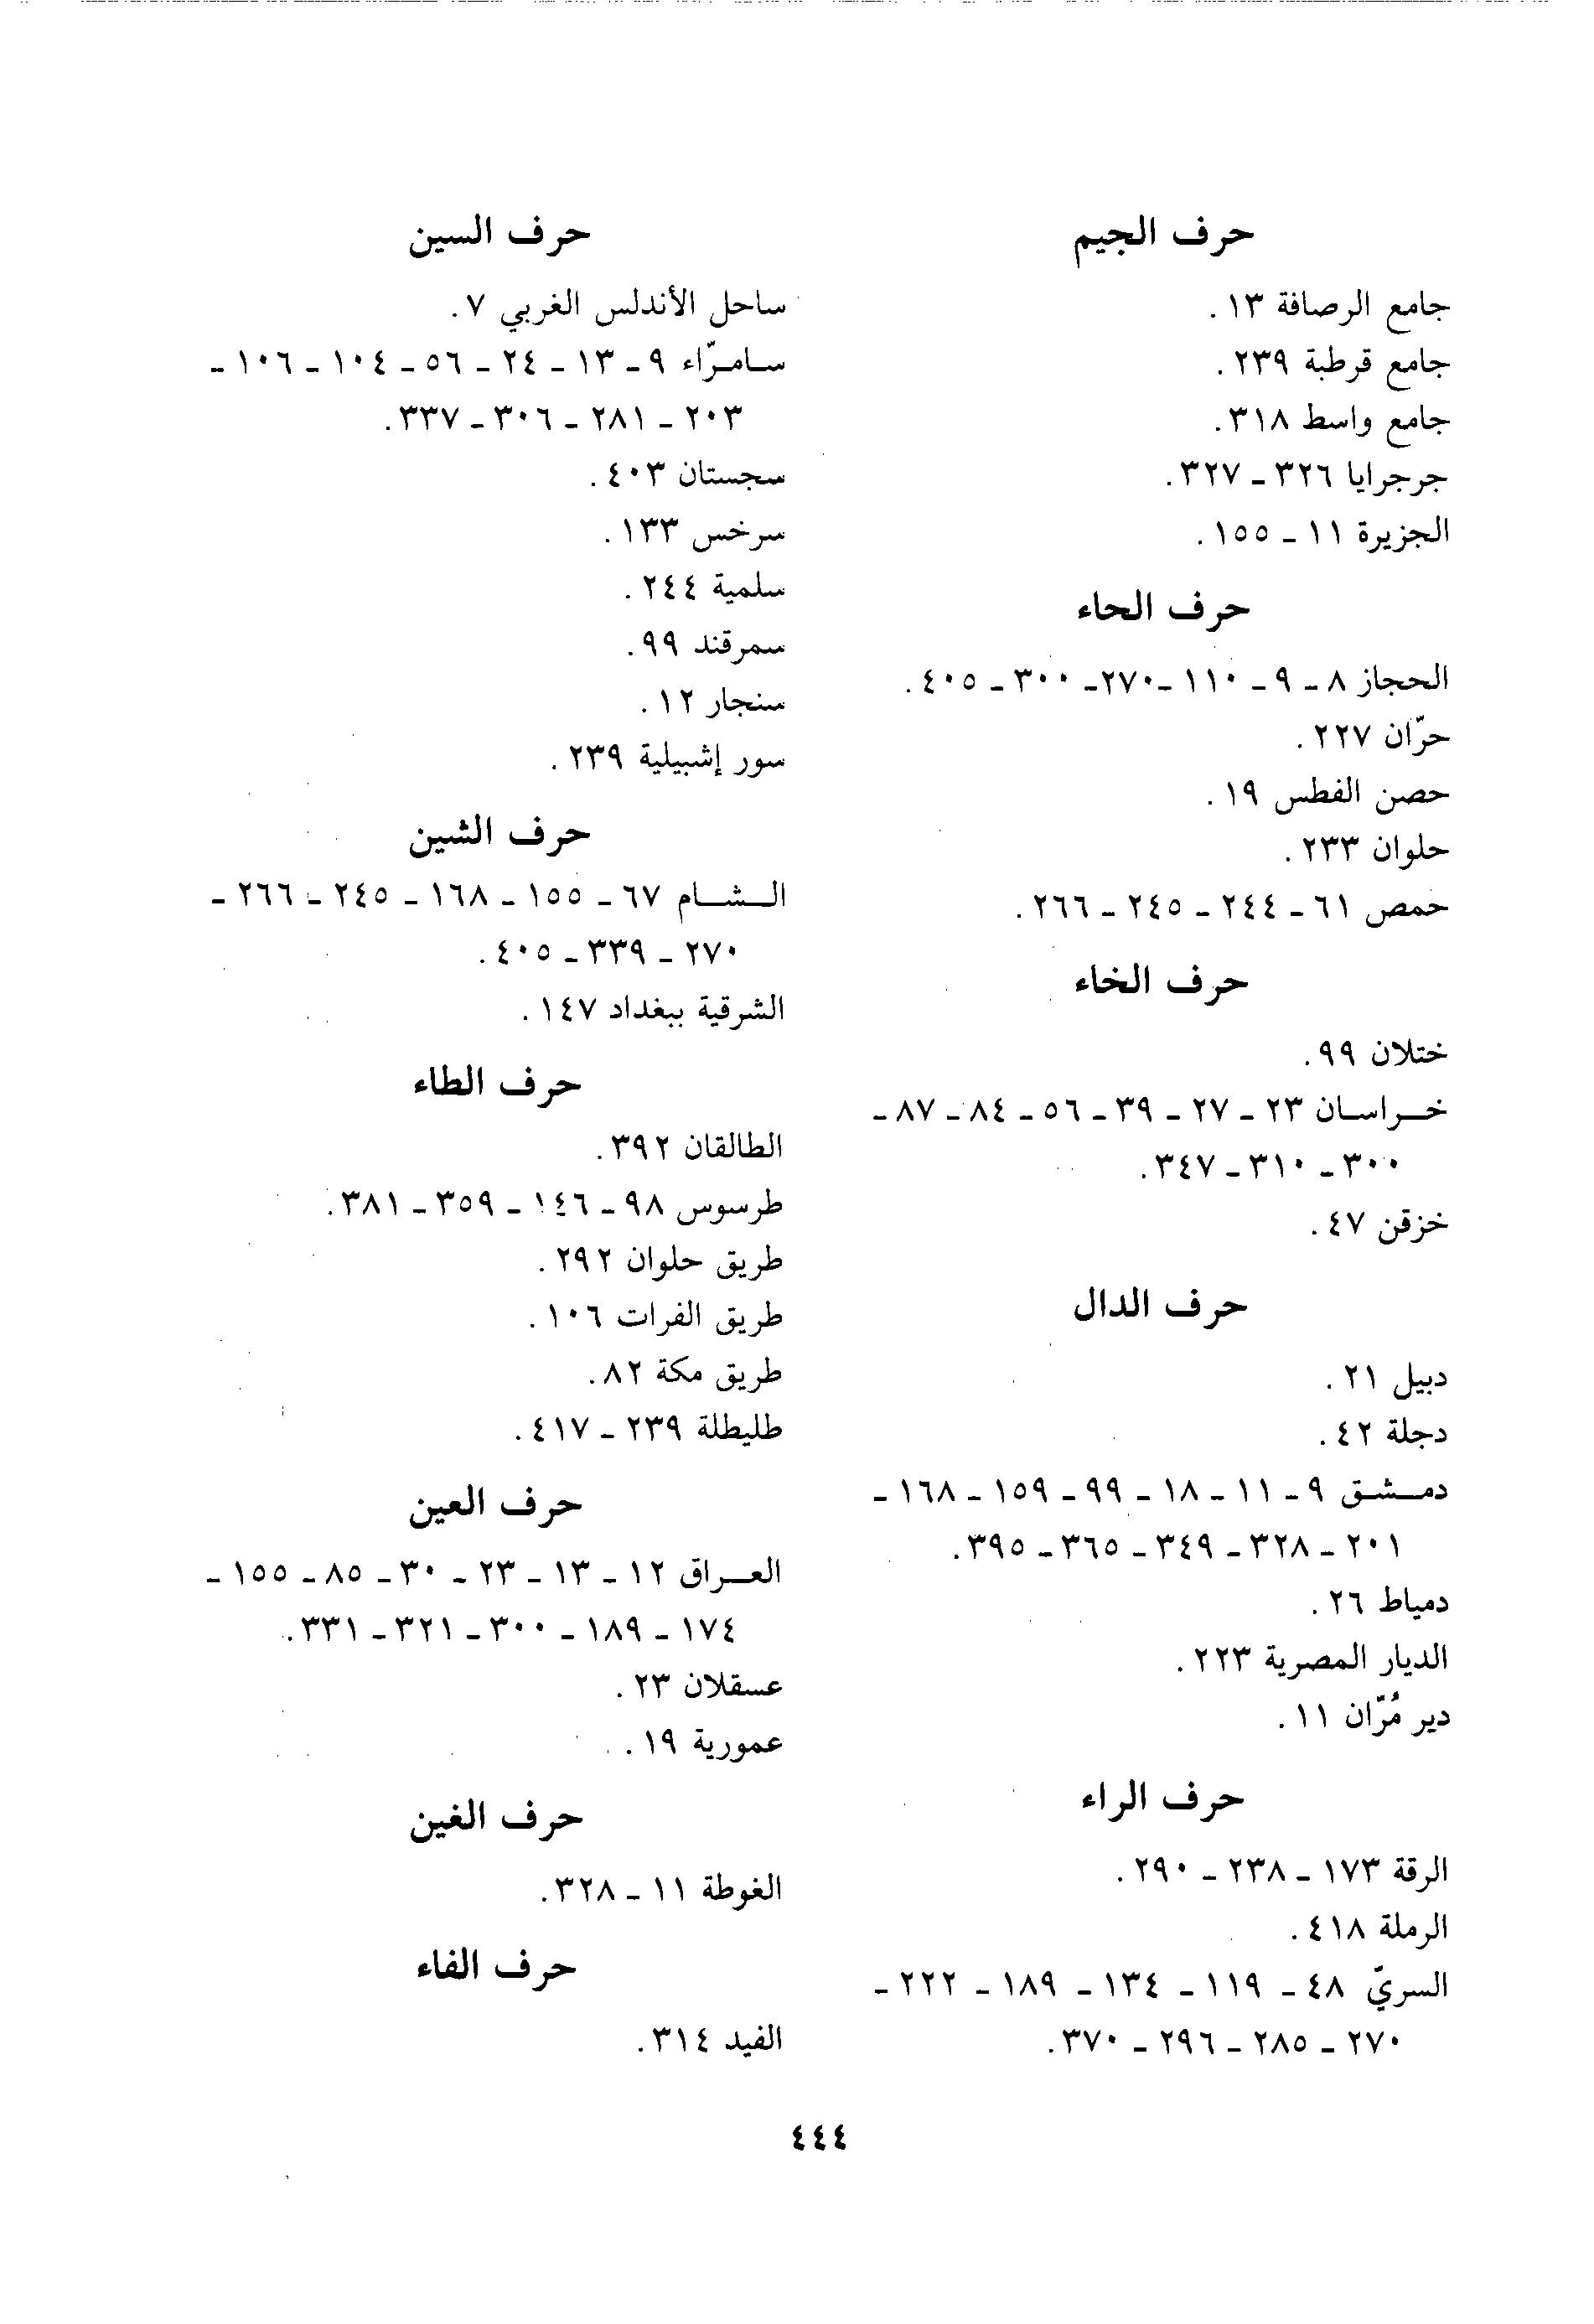 حرف الجيم
جامع الرصافة ١٣.
جامع قرطبة ٢٣٩.
جامع واسط ٣١٨.
جرجرايا ٣٢٦ - ٣٢٧.
الجزيرة ١١ - ١٥٥.
حرف الحاء
الحجاز ٨ - ٩ - ١١٠ - ٢٧٠ - ٣٠٠ - ٤٠٥.
حرّان ٢٢٧.
حصن الفطس ١٩.
حلوان ٢٣٣.
حمص ٦١ - ٢٤٤ - ٢٤٥ - ٢٦٦.
حرف الخاء
ختلان ٩٩.
خراسان ٢٣ - ٢٧ - ٣٩ - ٥٦ - ٨٤ - ٨٧ -
٣٠٠ - ٣١٠ - ٣٤٧.
خزقن ٤٧.
حرف الدال
دبيل ٢١.
دجلة ٤٢.
دمشق ٩ - ١١ - ١٨ - ٩٩ - ١٥٩ - ١٦٨ -
٢٠١ - ٣٢٨ - ٣٤٩ - ٣٦٥ - ٣٩٥.
دمياط ٢٦.
الديار المصرية ٢٢٣.
دير مُرّان ١١.
حرف الراء
الرقة ١٧٣ - ٢٣٨ - ٢٩٠.
الرملة ٤١٨.
السريّ ٤٨ - ١١٩ - ١٣٤ - ١٨٩ - ٢٢٢ -
٢٧٠ - ٢٨٥ - ٢٩٦ - ٣٧٠.
حرف السين
ساحل الأندلس الغربي ٧.
سامرّاء ٩ - ١٣ - ٢٤ - ٥٦ - ١٠٤ - ١٠٦ -
٢٠٣ - ٢٨١ - ٣٠٦ - ٣٣٧.
سجستان ٤٠٣.
سرخس ١٣٣.
سلمية ٢٤٤.
سمرقند ٩٩.
سنجار ١٢.
سور إشبيلية ٢٣٩.
حرف الشين
الشام ٦٧ - ١٥٥ - ١٦٨ - ٢٤٥ - ٢٦٦ -
٢٧٠ - ٣٣٩ - ٤٠٥.
الشرقية ببغداد ١٤٧.
حرف الطاء
الطالقان ٣٩٢.
طرسوس ٩٨ - ١٤٦ - ٣٥٩ - ٣٨١.
طريق حلوان ٢٩٢.
طريق الفرات ١٠٦.
طريق مكة ٨٢.
طليطلة ٢٣٩ - ٤١٧.
حرف العين
العراق ١٢ - ١٣ - ٢٣ - ٣٠ - ٨٥ - ١٥٥ -
١٧٤ - ١٨٩ - ٣٠٠ - ٣٢١ - ٣٣١.
عسقلان ٢٣.
عمورية ١٩.
حرف الغين
الغوطة ١١ - ٣٢٨.
حرف الفاء
الفيد ٣١٤.
٤٤٤